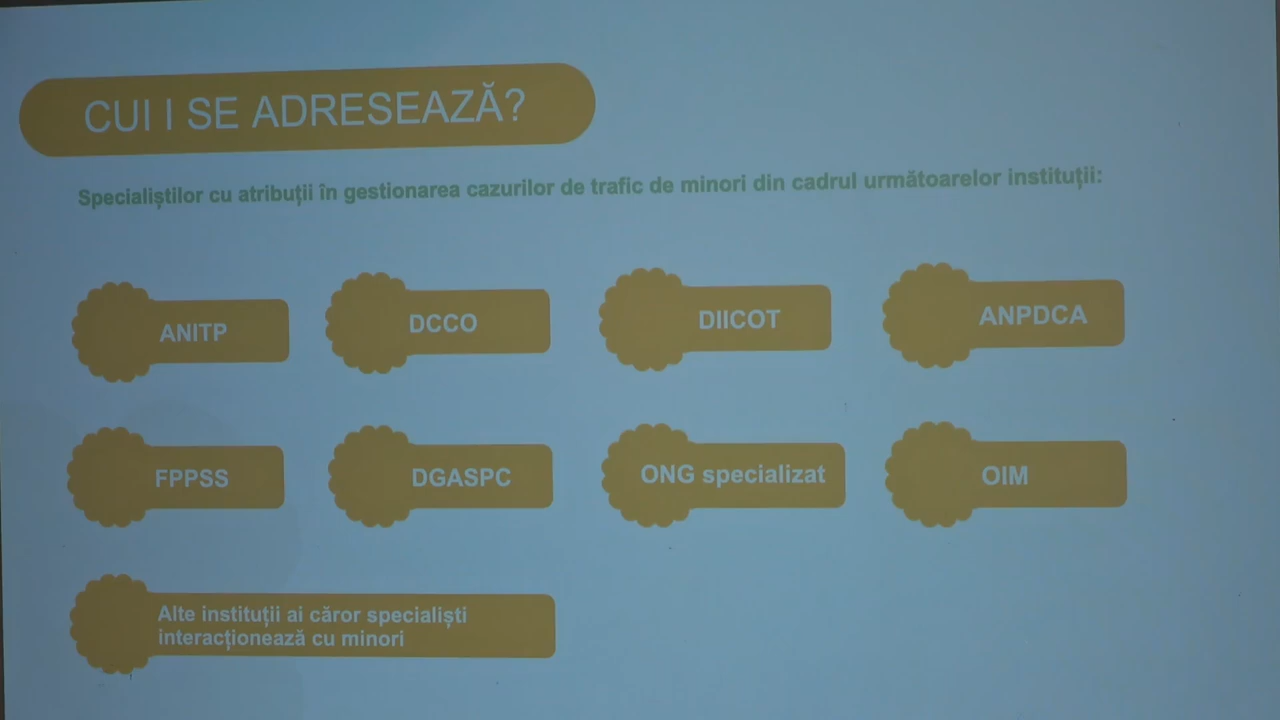 CUI I SE ADRESEAZĂ?
Specialiștilor cu atribuții în gestionarea cazurilor de trafic de minori din cadrul următoarelor instituții:
ANITP
DCCO
DIICOT
ANPDCA
FPPSS
DGASPC
ONG specializat
OIM
Alte instituții ai căror specialiști
interacționează cu minori